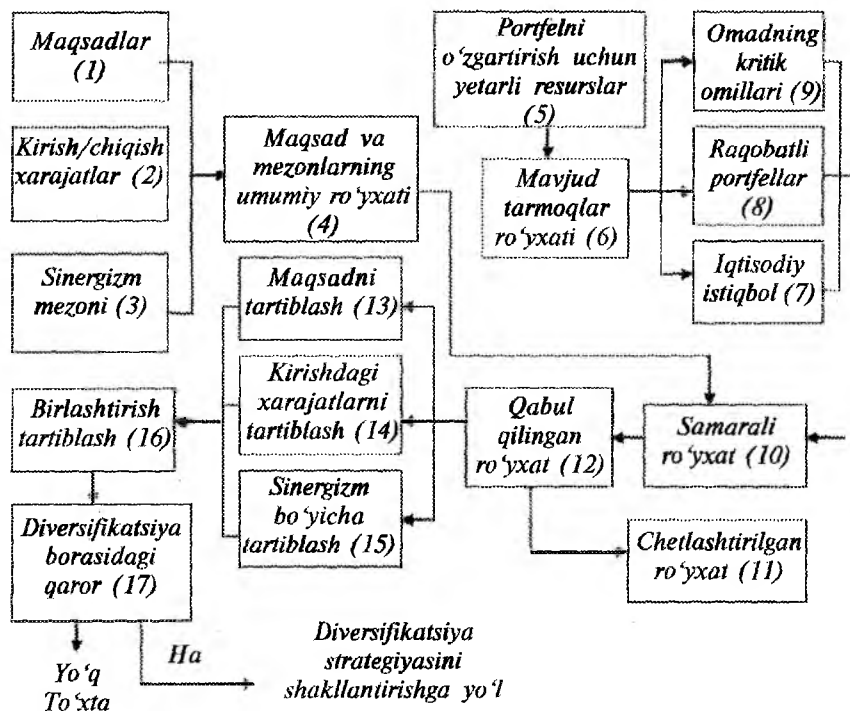 Maqsadlar
(1)
Kirish/chiqish
xarajatlar (2)
Sinergizm
mezoni (3)
Maqsad va
mezonlarning
umumiy ro‘yxati
(4)
Portfelni
o‘zgartirish uchun
yetarli resurslar
(5)
Mavjud
tarmoqlar
ro‘yxati (6)
Omadning
kritik
omillari (9)
Raqobatli
portfellar
(8)
Iqtisodiy
istiqbol (7)
Maqsadni
tartiblash (13)
Kirishdagi
xarajatlarni
tartiblash (14)
Sinergizm
bo‘yicha
tartiblash (15)
Birlashtirish
tartiblash (16)
Qabul
qilingan
ro‘yxat (12)
Samarali
ro‘yxat (10)
Chetlashtirilgan
ro‘yxat (11)
Diversifikatsiya
borasidagi
qaror (17)
Yo‘q
To‘xta
Ha
Diversifikatsiya
strategiyasini
shakllantirishga yo‘l